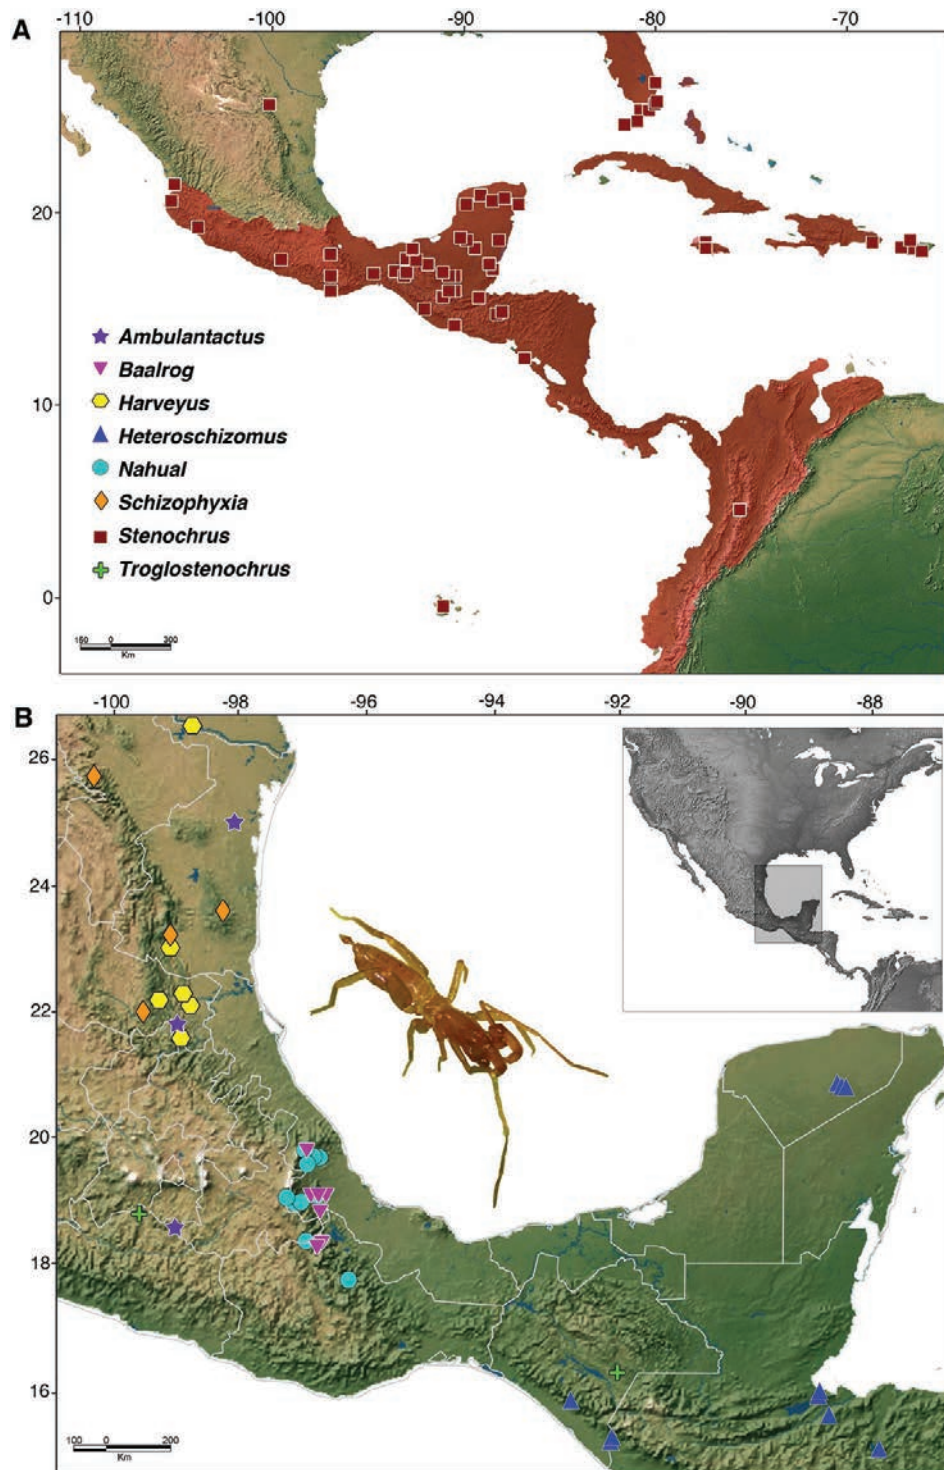 A
-110 -100 -90 -80 -70
20
10
0
Ambulantactus
Baalrog
Harveyus
Heteroschizomus
Nahual
Schizophyxia
Stenochrus
Troglostenochrus
150 0 300
Km
B
-100 -98 -96 -94 -92 -90 -88
26
24
22
20
18
16
100 0 200
Km